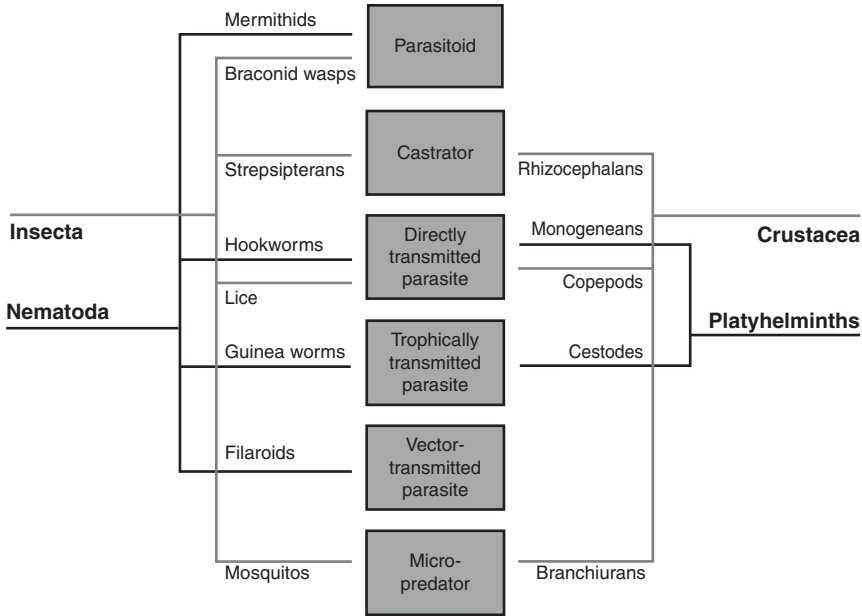 Mermithids
Parasitoid
Braconid wasps
Castrator
Strepsipterans
Rhizocephalans
Insecta
Hookworms
Directly
transmitted
parasite
Monogeneans
Crustacea
Lice
Copepods
Nematoda
Platyhelminths
Guinea worms
Trophically
transmitted
parasite
Cestodes
Filaroids
Vector-
transmitted
parasite
Mosquitos
Micro-
predator
Branchiurans